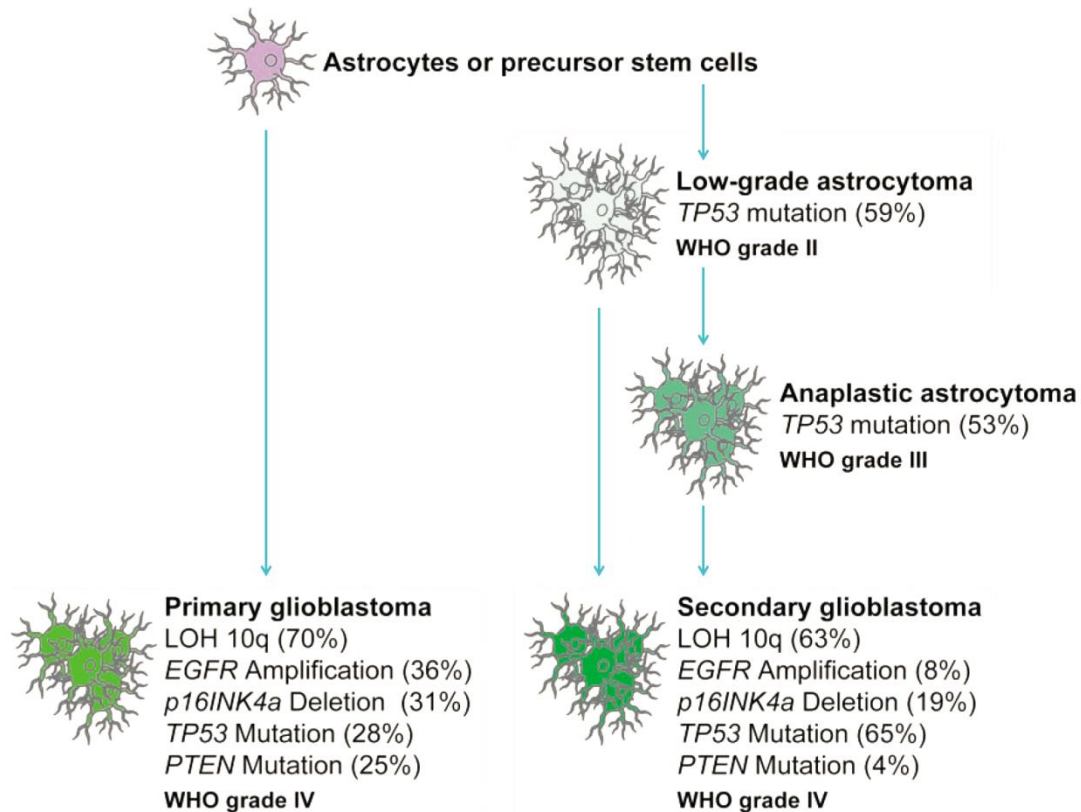 Astrocytes or precursor stem cells
Low-grade astrocytoma
TP53 mutation (59%)
WHO grade II
Anaplastic astrocytoma
TP53 mutation (53%)
WHO grade III
Primary glioblastoma
LOH 10q (70%)
EGFR Amplification (36%)
p16INK4a Deletion (31%)
TP53 Mutation (28%)
PTEN Mutation (25%)
WHO grade IV
Secondary glioblastoma
LOH 10q (63%)
EGFR Amplification (8%)
p16INK4a Deletion (19%)
TP53 Mutation (65%)
PTEN Mutation (4%)
WHO grade IV